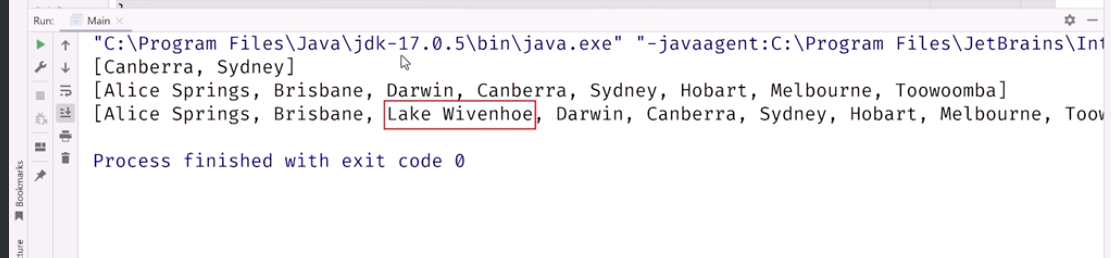 Run: Main
"C:\Program Files\Java\jdk-17.0.5\bin\java.exe" "-javaagent:C:\Program Files\JetBrains\Int
[Canberra, Sydney]
[Alice Springs, Brisbane, Darwin, Canberra, Sydney, Hobart, Melbourne, Toowoomba]
[Alice Springs, Brisbane, Lake Wivenhoe, Darwin, Canberra, Sydney, Hobart, Melbourne, Toow
Process finished with exit code 0
Bookmarks